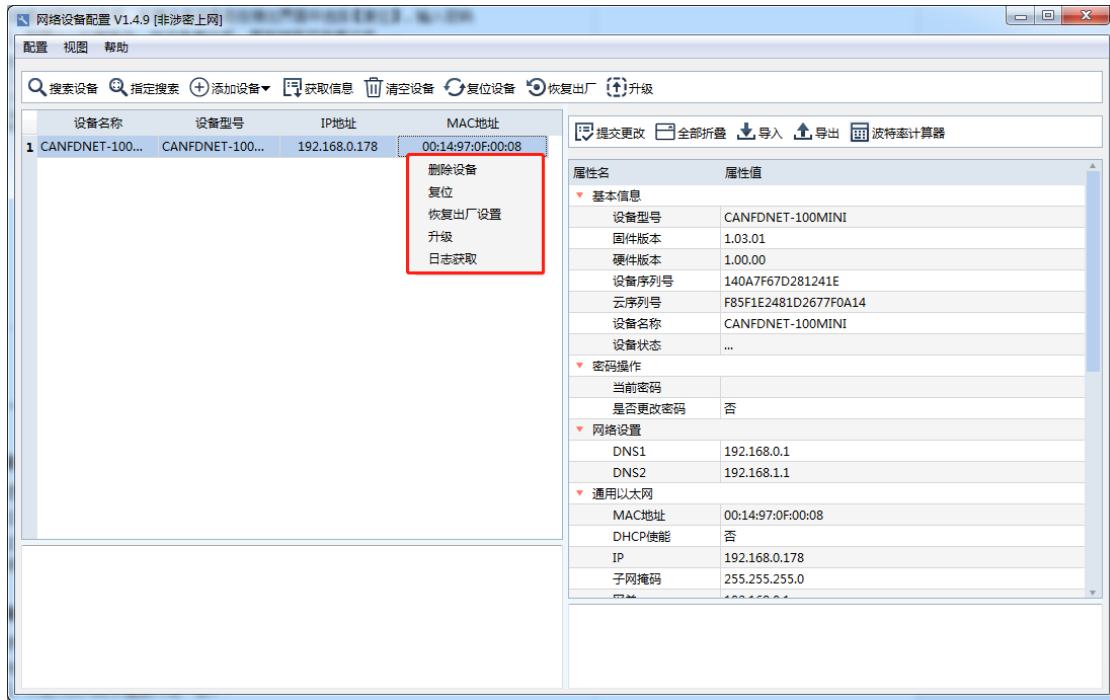 网络设备配置 V1.4.9 [非涉密上网]
配置 视图 帮助
搜索设备 指定搜索 添加设备 获取信息 清空设备 复位设备 恢复出厂 升级
设备名称 设备型号 IP地址 MAC地址
1 CANFDNET-100... CANFDNET-100... 192.168.0.178 00:14:97:0F:00:08
删除设备
复位
恢复出厂设置
升级
日志获取
提交更改 全部折叠 导入 导出 波特率计算器
属性名 属性值
基本信息
设备型号 CANFDNET-100MINI
固件版本 1.03.01
硬件版本 1.00.00
设备序列号 140A7F67D281241E
云序列号 F85F1E2481D2677F0A14
设备名称 CANFDNET-100MINI
设备状态 ...
密码操作
当前密码
是否更改密码 否
网络设置
DNS1 192.168.0.1
DNS2 192.168.1.1
通用以太网
MAC地址 00:14:97:0F:00:08
DHCP使能 否
IP 192.168.0.178
子网掩码 255.255.255.0